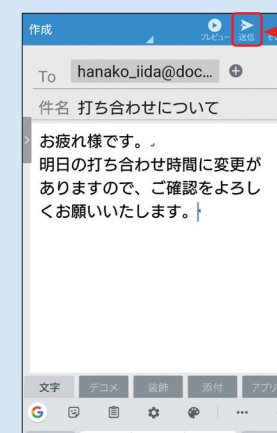 作成
プレビュー
送信
To hanako_iida@doc...
件名 打ち合わせについて
お疲れ様です。
明日の打ち合わせ時間に変更が
ありますので、ご確認をよろし
くお願いいたします。
文字 デコメ 装飾 添付 アプリ
G